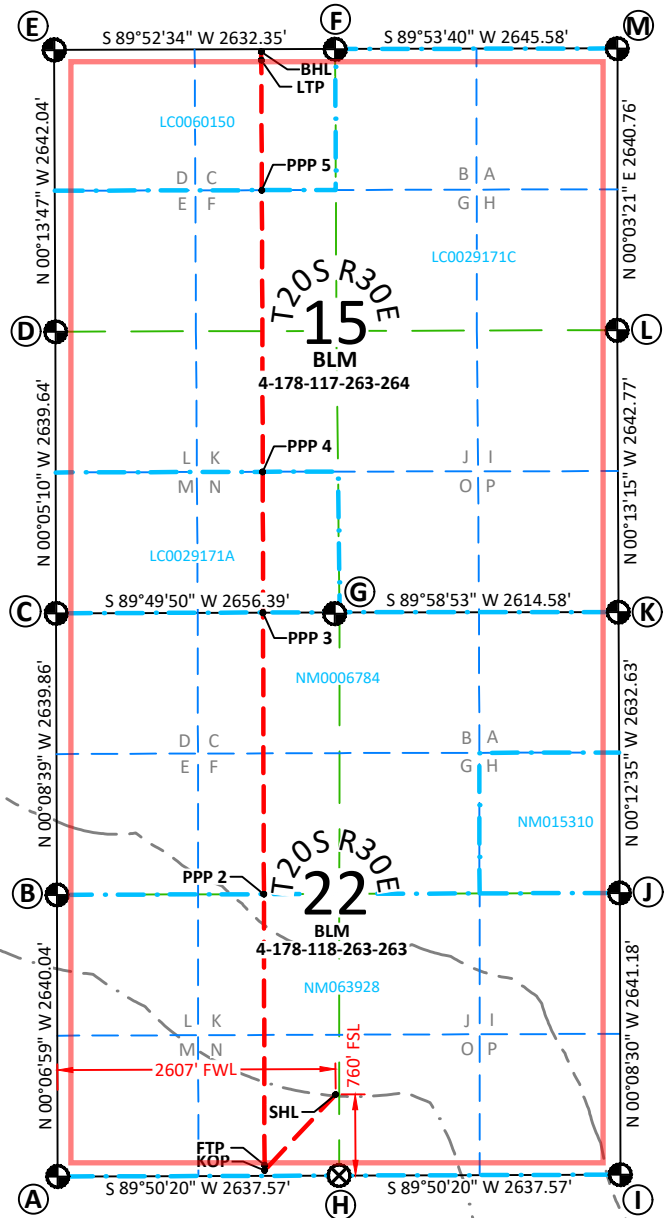 E
F
M
S 89°52'34" W 2632.35'
S 89°53'40" W 2645.58'
BHL
LTP
LC0060150
N 00°13'47" W 2642.04'
N 00°03'21" E 2640.76'
D C
B A
PPP 5
E F
G H
LC0029171C
T20S R30E
15
BLM
4-178-117-263-264
D
L
L K
J I
PPP 4
M N
O P
N 00°05'10" W 2639.64'
N 00°13'15" W 2642.77'
LC0029171A
S 89°49'50" W 2656.39'
S 89°58'53" W 2614.58'
C
G
K
PPP 3
NM0006784
N 00°08'39" W 2639.86'
N 00°12'35" W 2632.63'
D C
B A
E F
G H
NM015310
PPP 2
T20S R30E
22
BLM
4-178-118-263-263
B
J
NM063928
N 00°06'59" W 2640.04'
N 00°08'30" W 2641.18'
L K
J I
M N
O P
2607' FWL
760' FSL
SHL
FTP
KOP
A
S 89°50'20" W 2637.57'
H
S 89°50'20" W 2637.57'
I